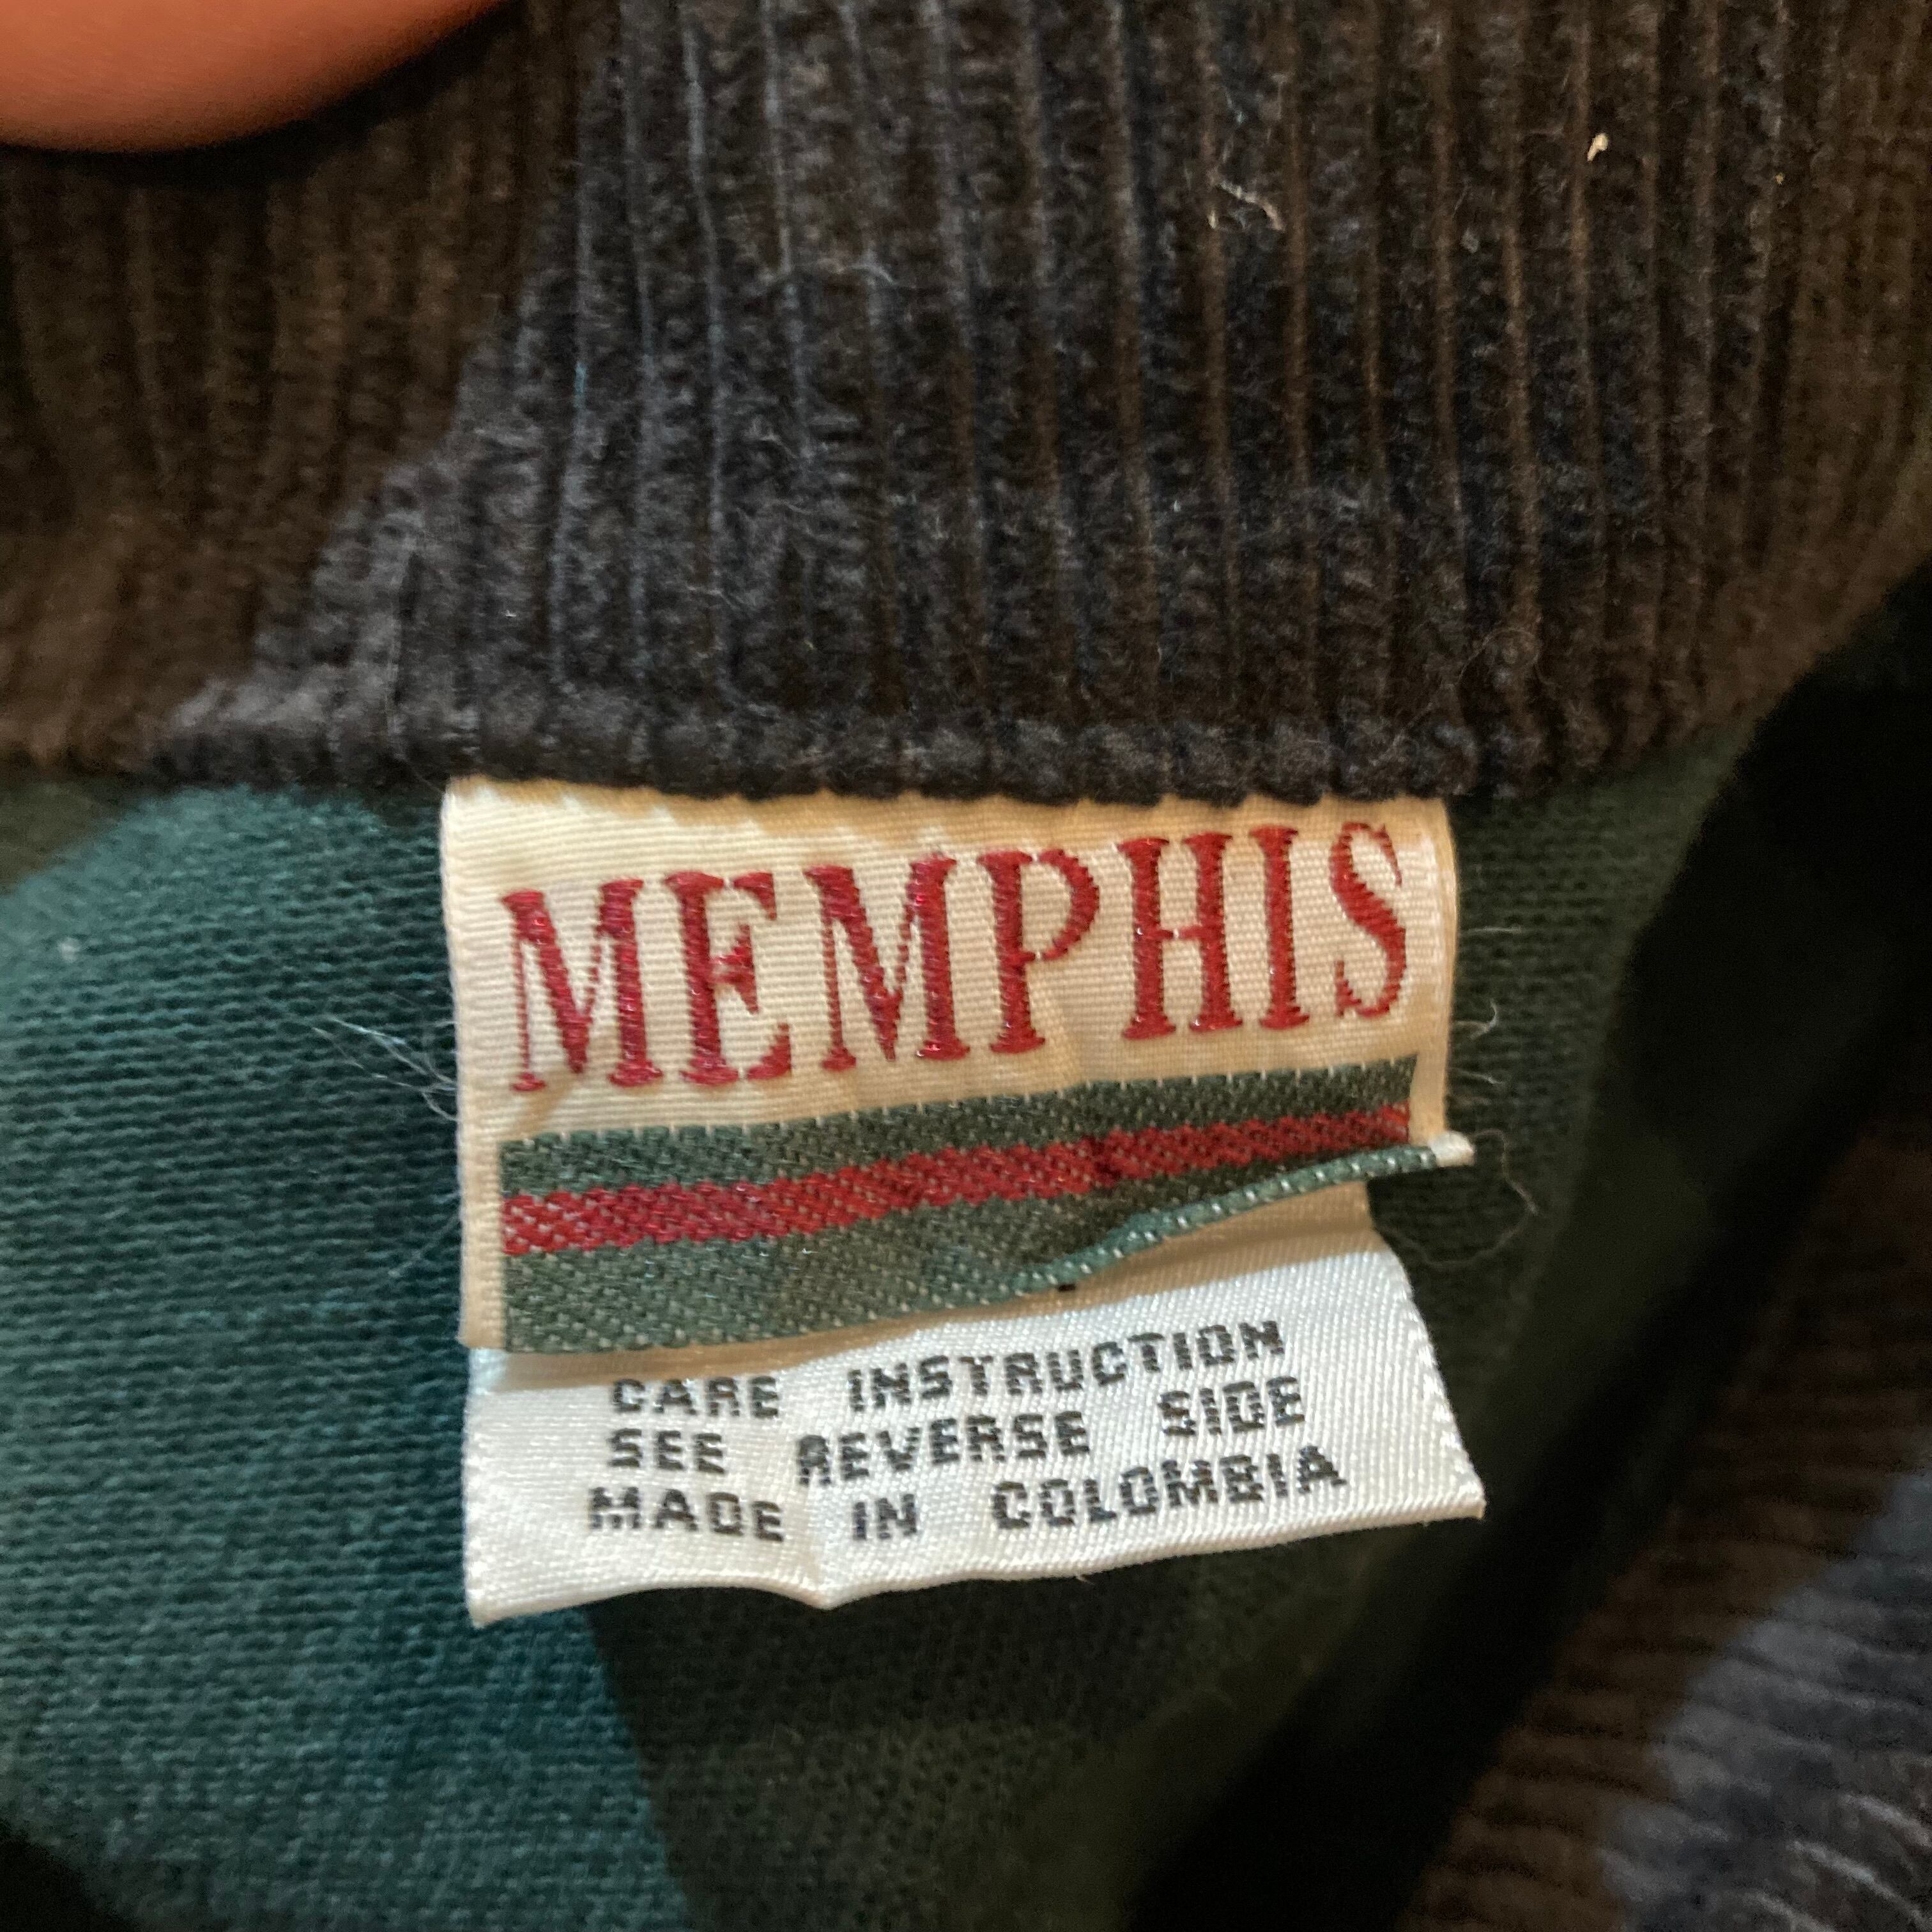 MEMPHIS
CARE INSTRUCTION
SEE REVERSE SIDE
MADE IN COLOMBIA